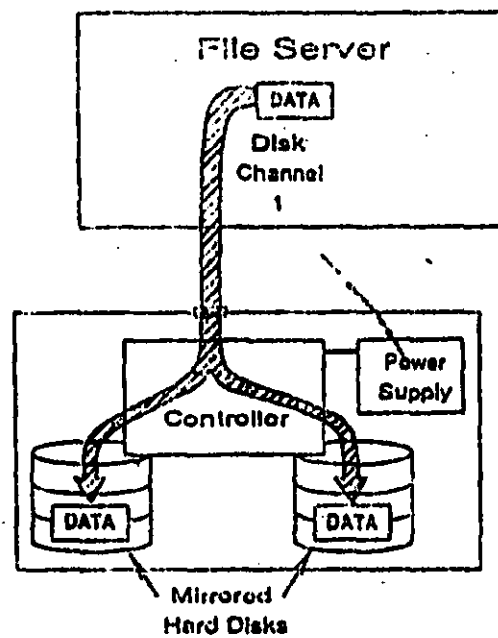 File Server
DATA
Disk
Channel
1
Power
Supply
Controller
DATA
DATA
Mirrored
Hard Disks